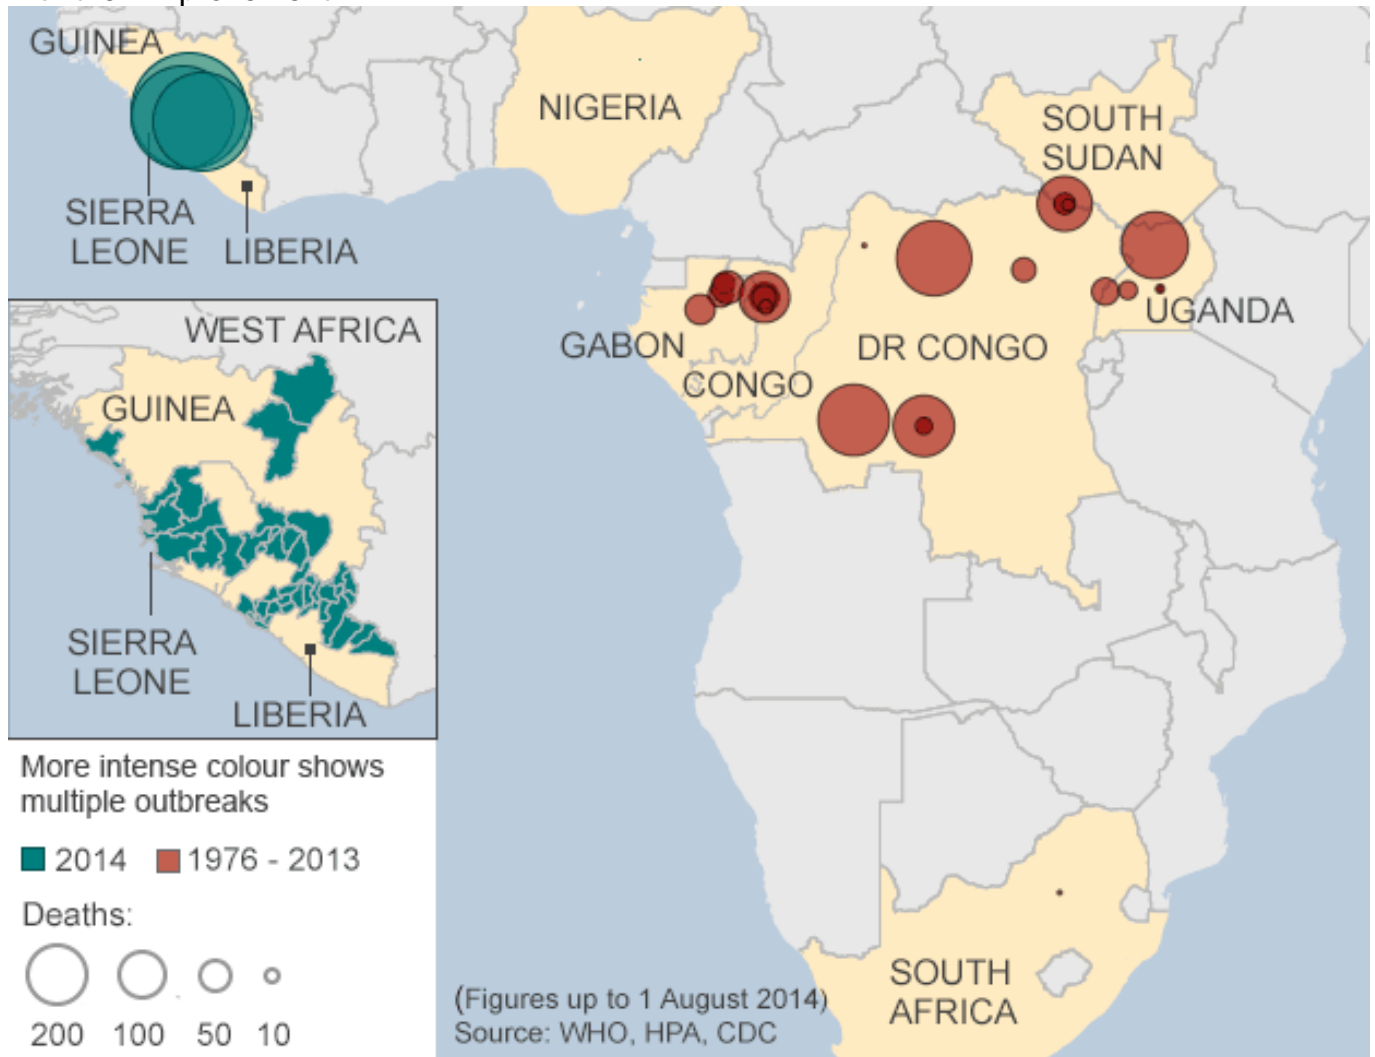 GUINEA
NIGERIA
SOUTH
SUDAN
SIERRA
LEONE
LIBERIA
UGANDA
GABON
DR CONGO
CONGO
WEST AFRICA
GUINEA
SIERRA
LEONE
LIBERIA
More intense colour shows
multiple outbreaks
2014
1976 - 2013
Deaths:
200
100
50
10
SOUTH
AFRICA
(Figures up to 1 August 2014)
Source: WHO, HPA, CDC